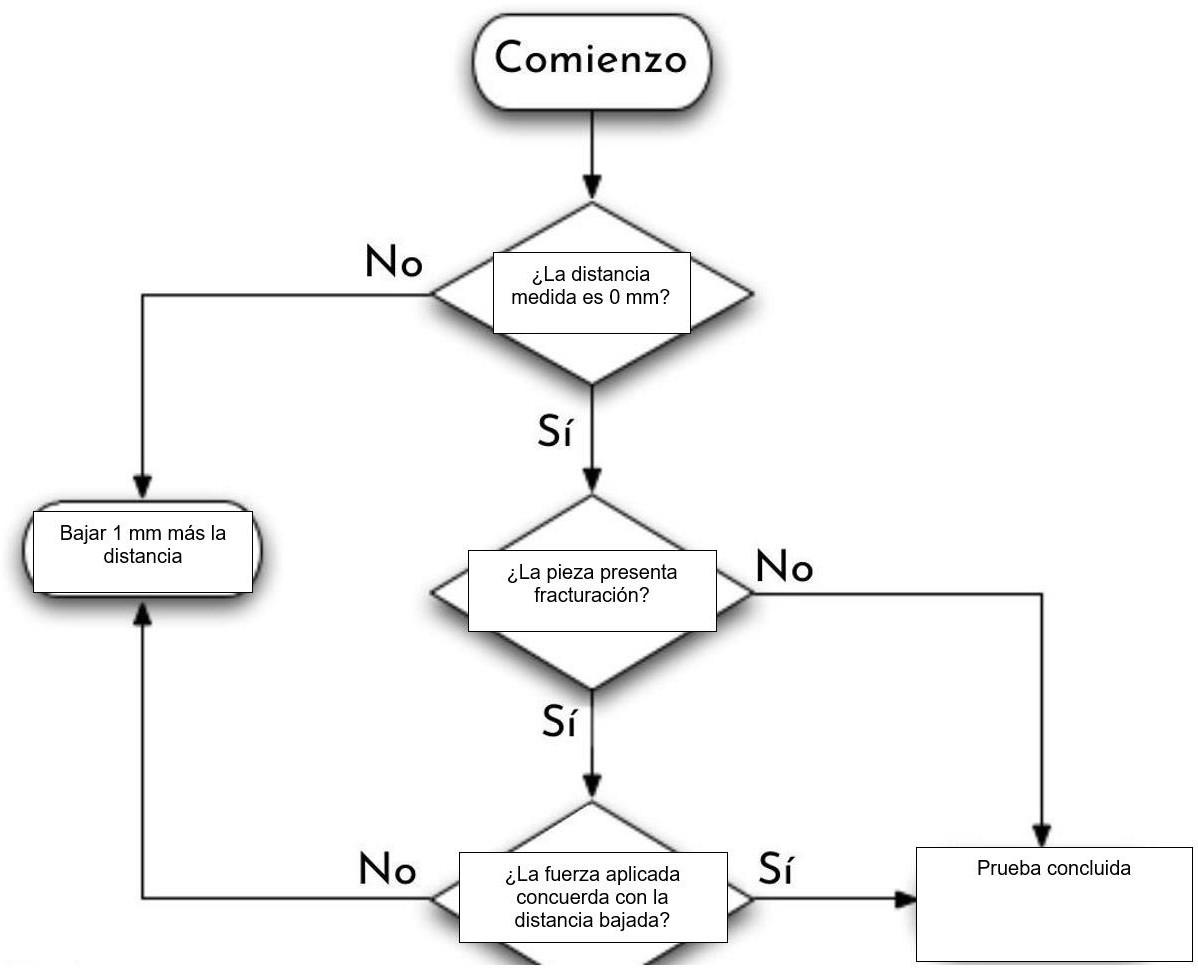 Comienzo
No
¿La distancia
medida es 0 mm?
Sí
Bajar 1 mm más la
distancia
¿La pieza presenta
fracturación?
No
Sí
No
¿La fuerza aplicada
concuerda con la
distancia bajada?
Sí
Prueba concluida